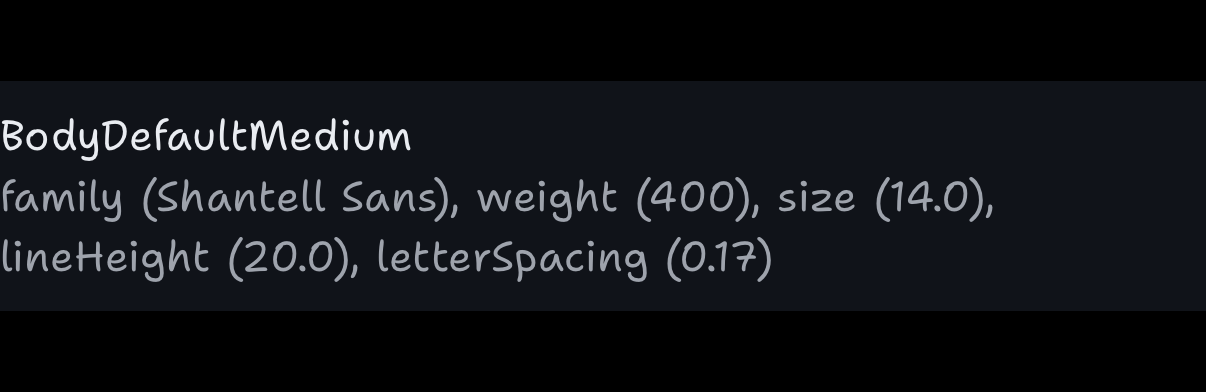 BodyDefaultMedium
family (Shantell Sans), weight (400), size (14.0),
lineHeight (20.0), letterSpacing (0.17)